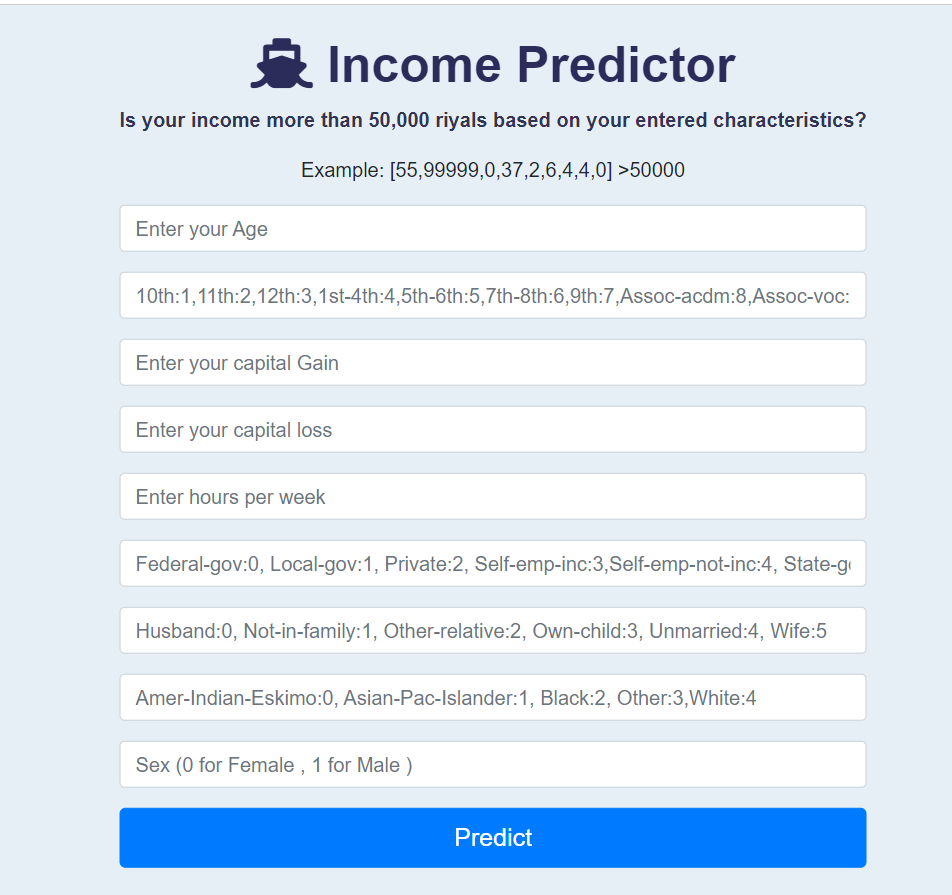 Income Predictor
Is your income more than 50,000 riyals based on your entered characteristics?
Example: [55,99999,0,37,2,6,4,4,0] >50000
Enter your Age
10th:1,11th:2,12th:3,1st-4th:4,5th-6th:5,7th-8th:6,9th:7,Assoc-acdm:8,Assoc-voc:
Enter your capital Gain
Enter your capital loss
Enter hours per week
Federal-gov:0, Local-gov:1, Private:2, Self-emp-inc:3,Self-emp-not-inc:4,
Husband:0, Not-in-family:1, Other-relative:2, Own-child:3, Unmarried:4, Wife:5
Amer-Indian-Eskimo:0, Asian-Pac-Islander:1, Black:2, Other:3,White:4
Sex (0 for Female , 1 for Male )
Predict